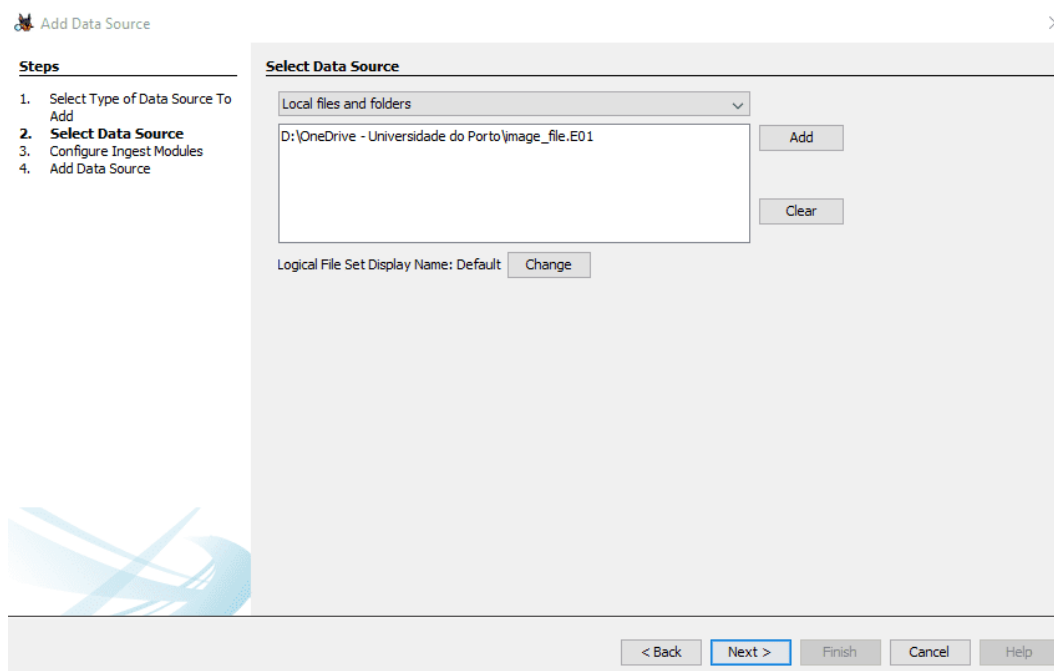 Add Data Source
Steps
1. Select Type of Data Source To
Add
2. Select Data Source
3. Configure Ingest Modules
4. Add Data Source
Select Data Source
Local files and folders
D:\OneDrive - Universidade do Porto\image_file.E01
Add
Clear
Logical File Set Display Name: Default
Change
< Back
Next >
Finish
Cancel
Help